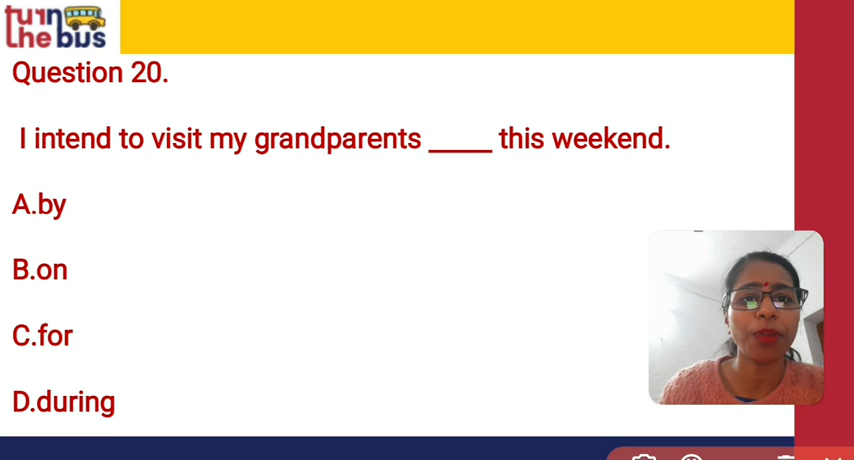 turn
the bus
Question 20.
I intend to visit my grandparents _____ this weekend.
A.by
B.on
C.for
D.during